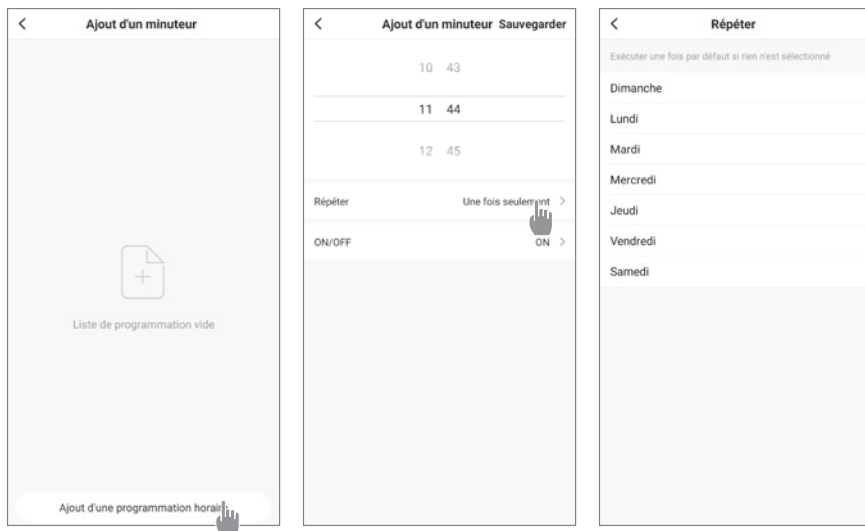 Ajout d'un minuteur
Liste de programmation vide
Ajout d'une programmation horaire
Ajout d'un minuteur Sauvegarder
10 43
11 44
12 45
Répéter Une fois seulement
ON/OFF ON
Répéter
Exécuter une fois par défaut si rien n'est sélectionné
Dimanche
Lundi
Mardi
Mercredi
Jeudi
Vendredi
Samedi